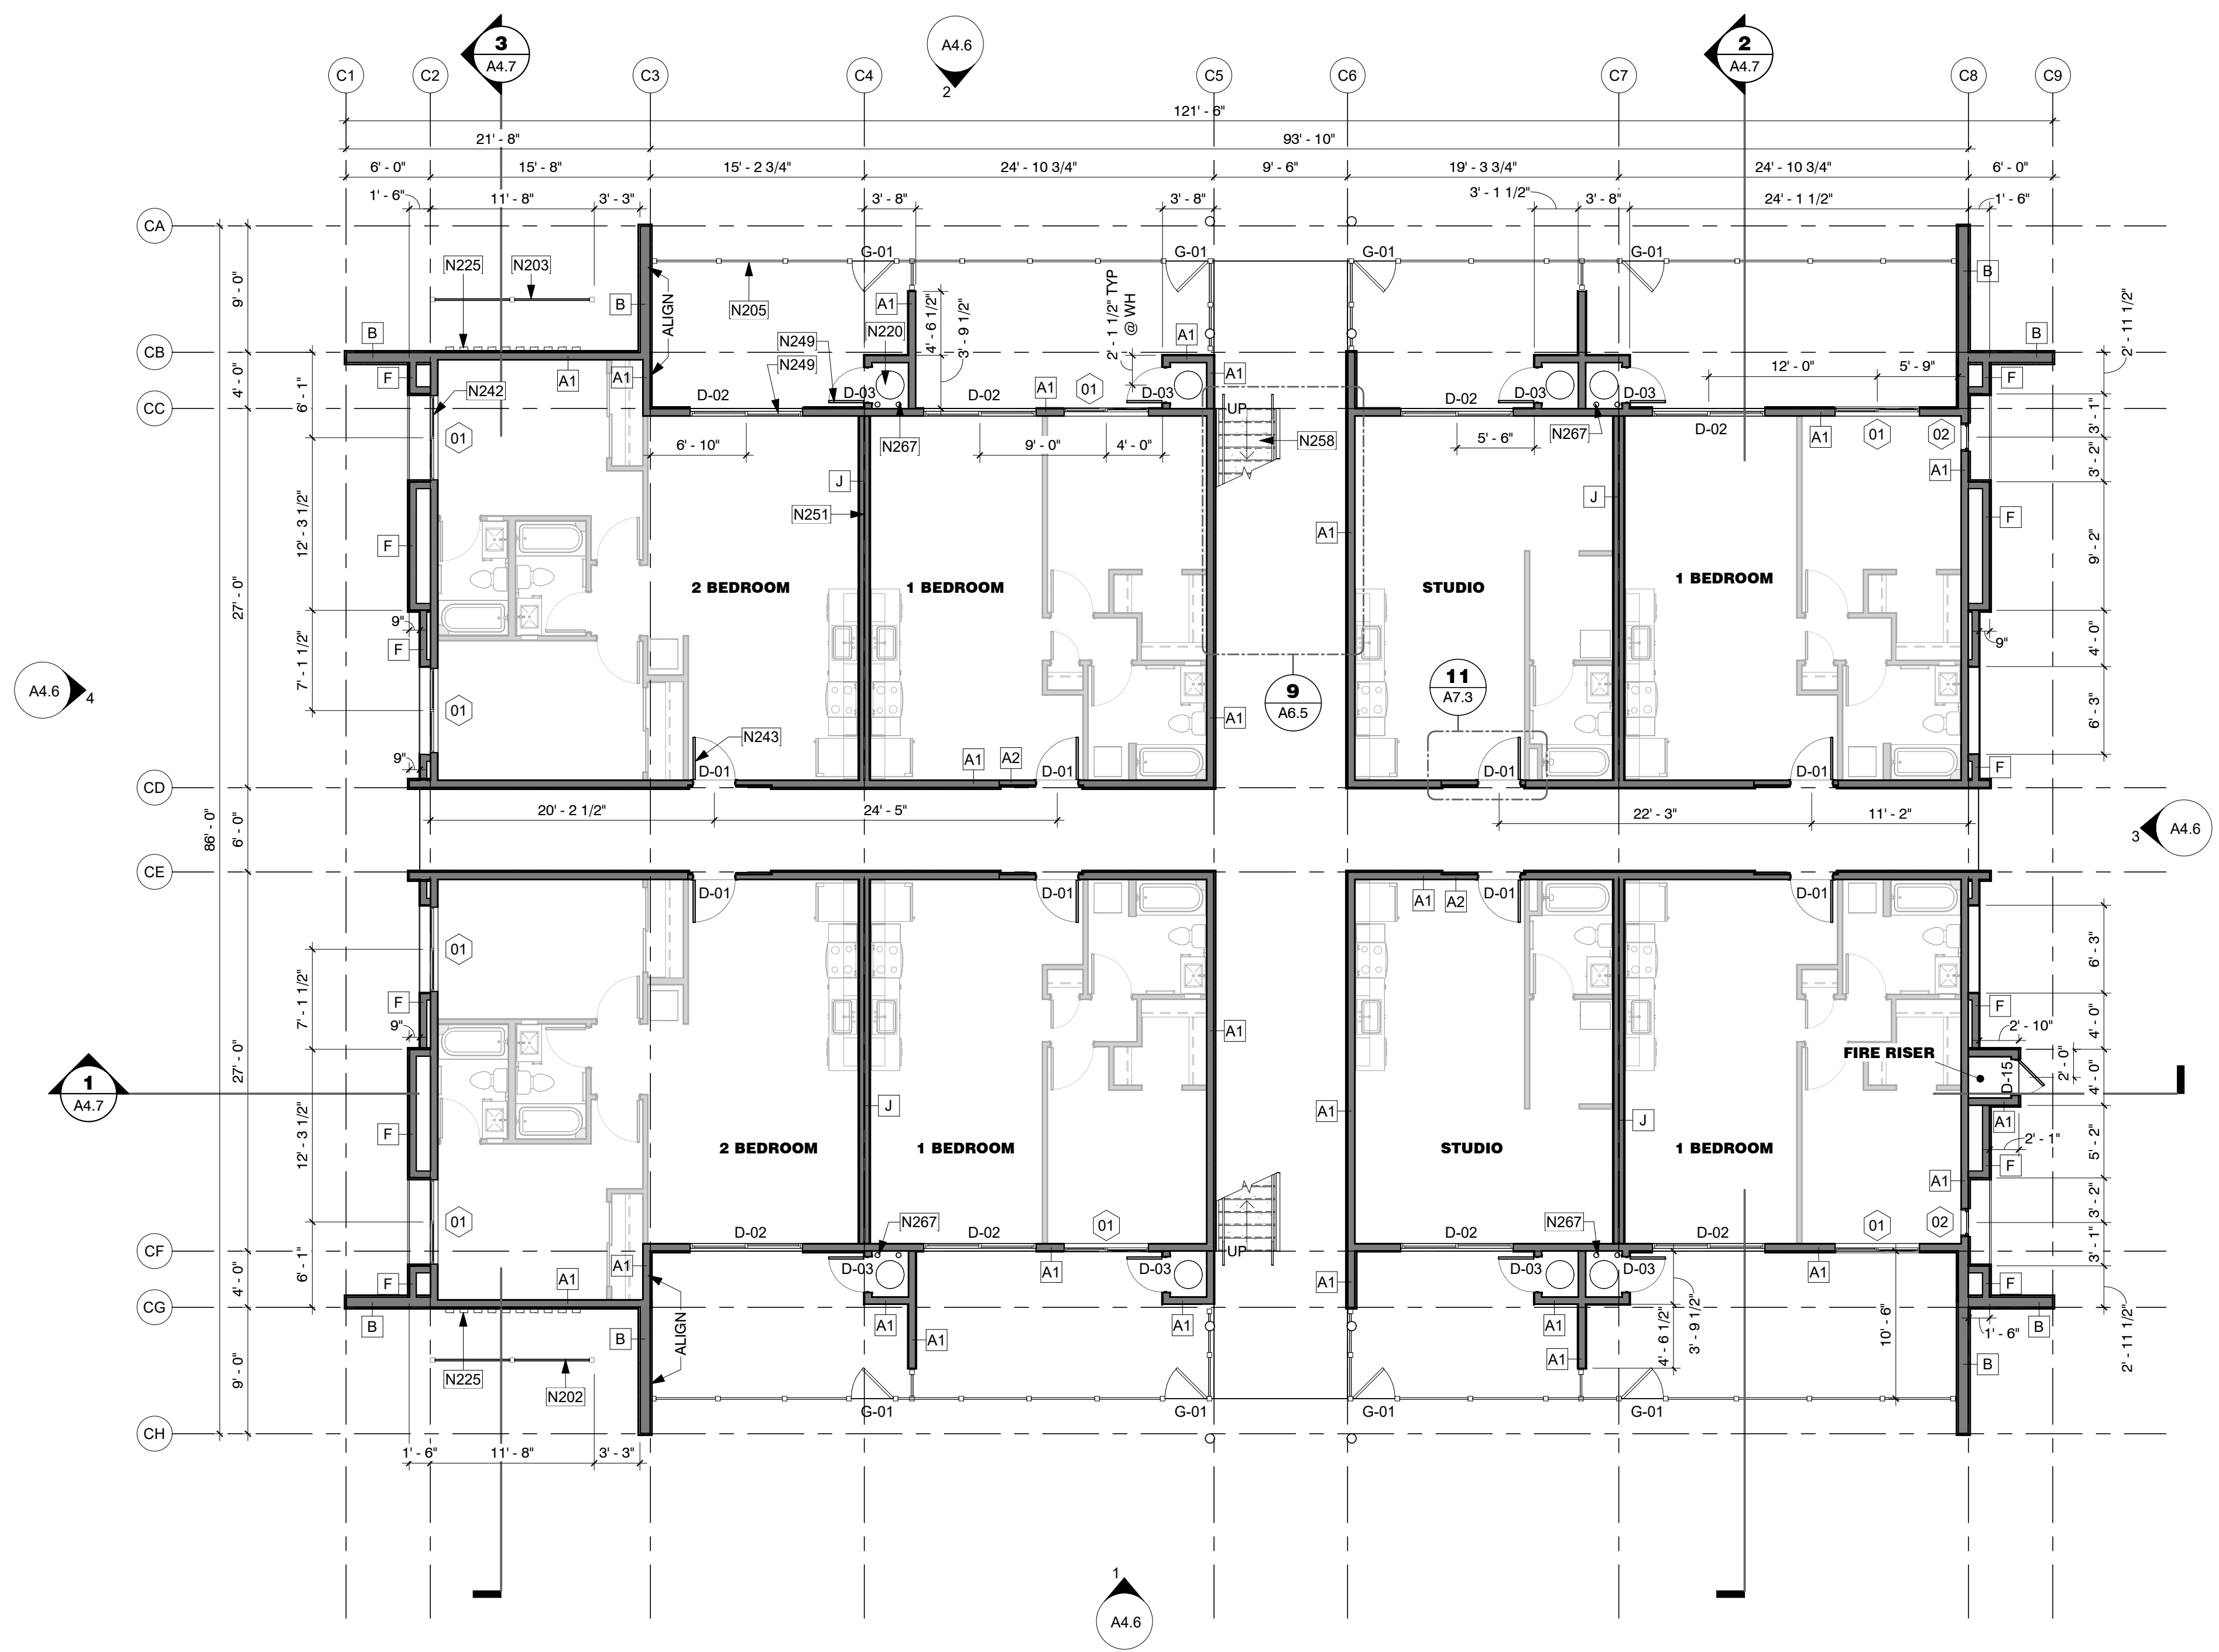 3
A4.7
A4.6
2
2
A4.7
C1 C2 C3 C4 C5 C6 C7 C8 C9
121' - 6"
21' - 8" 93' - 10"
6' - 0" 15' - 8" 15' - 2 3/4" 24' - 10 3/4" 9' - 6" 19' - 3 3/4" 24' - 10 3/4" 6' - 0"
1' - 6" 11' - 8" 3' - 3" 3' - 8" 3' - 8" 3' - 1 1/2" 3' - 8" 24' - 1 1/2" 1' - 6"
CA
G-01 G-01 G-01 G-01
N225 N203 B
9' - 0" B ALIGN N205 A1 4' - 6 1/2" 3' - 9 1/2" 2' - 1 1/2" TYP
@ WH
2' - 11 1/2"
B N249 N220 A1 B
CB
N249
4' - 0" 6' - 1" F N242 A1 A1 D-02 D-03 D-02 A1 01 D-03 A1 D-02 D-03 D-03 12' - 0" 5' - 9" F
CC
UP
01 6' - 10" N267 9' - 0" 4' - 0" N258 5' - 6" N267 D-02 A1 01 02 3' - 1"
3' - 2"
J A1
J
N251
12' - 3 1/2" F A1 F 9' - 2"
27' - 0"
2 BEDROOM 1 BEDROOM STUDIO 1 BEDROOM
9" 9"
7' - 1 1/2" F 4' - 0"
A4.6
4
9
A6.5
11
A7.3
01 A1 6' - 3"
N243
9" D-01 A1 A2 D-01 D-01 D-01 F
CD
20' - 2 1/2" 24' - 5" 22' - 3" 11' - 2"
86' - 0" 6' - 0"
3
A4.6
CE
D-01 D-01 A1 A2 D-01 D-01
01 6' - 3"
7' - 1 1/2" F F 4' - 0"
9" A1 2' - 10"
27' - 0" FIRE RISER D-15 2' - 0" 4' - 0"
1
A4.7
J A1 J A1
12' - 3 1/2" F 2' - 1" 5' - 2"
2 BEDROOM 1 BEDROOM STUDIO 1 BEDROOM F
A1 3' - 2"
01 D-02 N267 D-02 01 D-02 N267 D-02 01 02
3' - 1"
CF
UP
4' - 0" 6' - 1" F A1 A1 D-03 A1 D-03 A1 D-03 D-03 A1 F
CG
B B ALIGN A1 A1 A1 A1 A1 4' - 6 1/2" 3' - 9 1/2" 10' - 6" 1' - 6" B
2' - 11 1/2"
9' - 0" N225 N202 B
G-01 G-01 G-01 G-01
CH
1' - 6" 11' - 8" 3' - 3"
1
A4.6